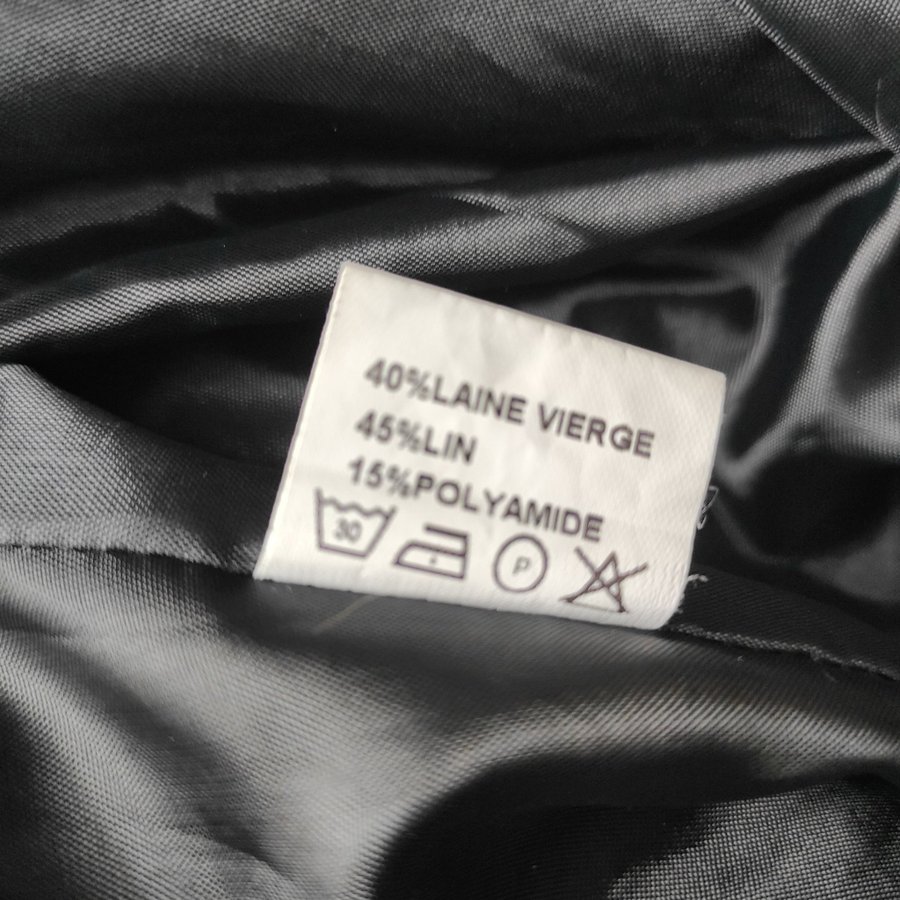 40%LAINE VIERGE
45%LIN
15%POLYAMIDE
30 P